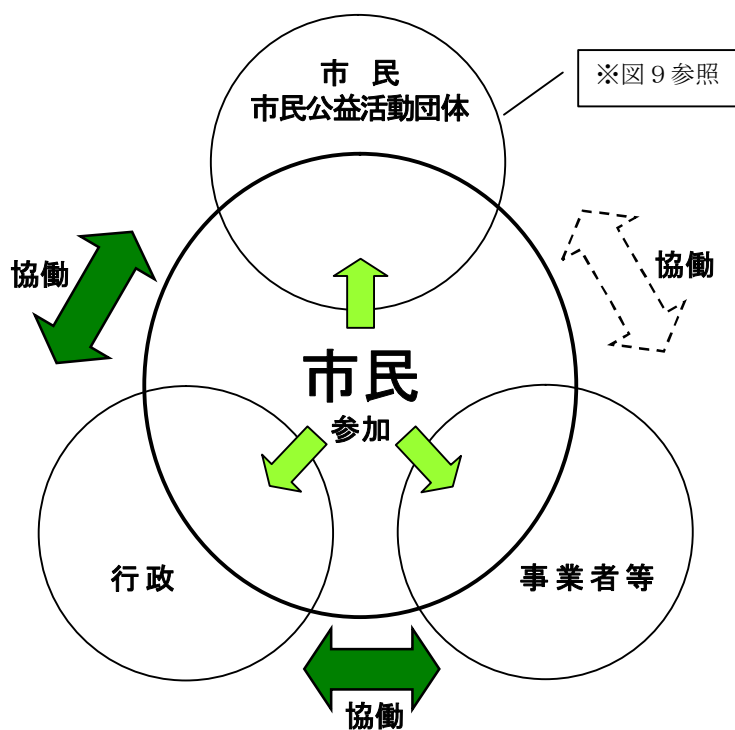 市 民
市民公益活動団体
※図9参照
協働
協働
市民
参加
行政
事業者等
協働